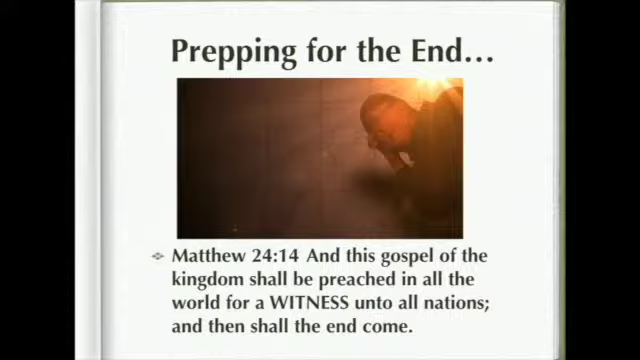 Prepping for the End...
Matthew 24:14 And this gospel of the
kingdom shall be preached in all the
world for a WITNESS unto all nations;
and then shall the end come.